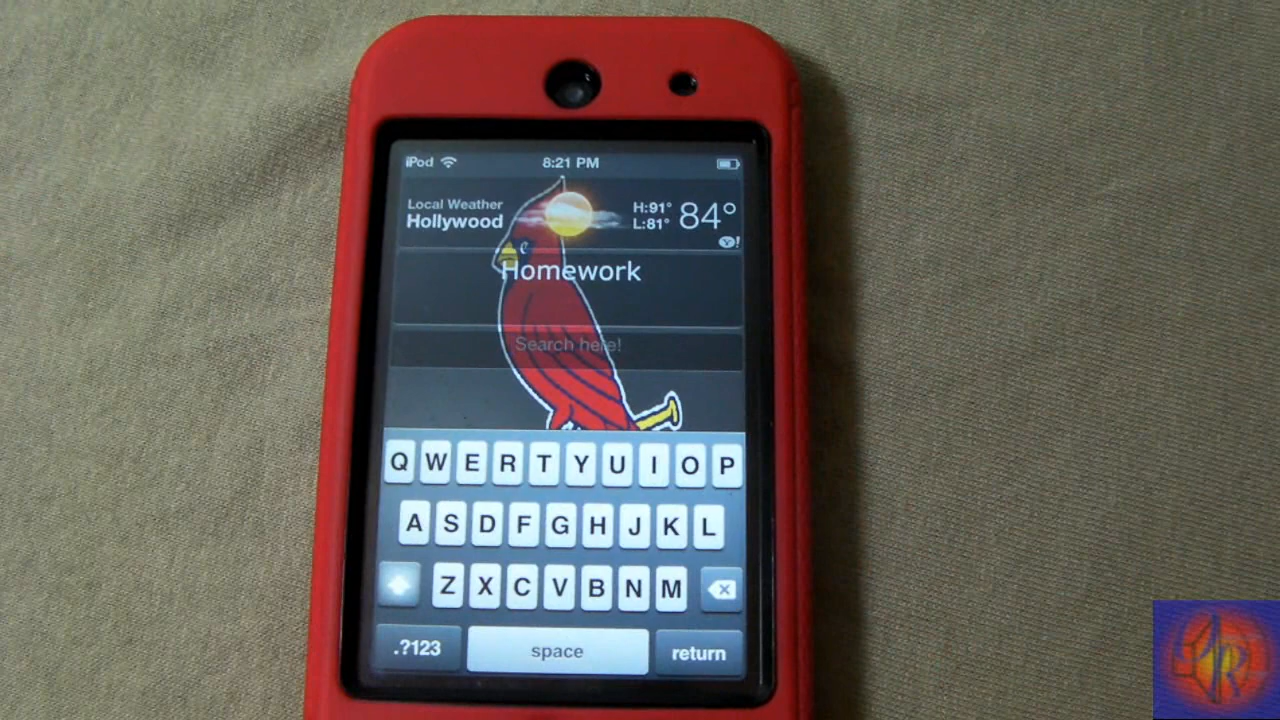 iPod 8:21 PM
Local Weather
Hollywood
H:91°
L:81°
84°
Y!
Homework
Search here!
Q W E R T Y U I O P
A S D F G H J K L
Z X C V B N M
.?123 space return